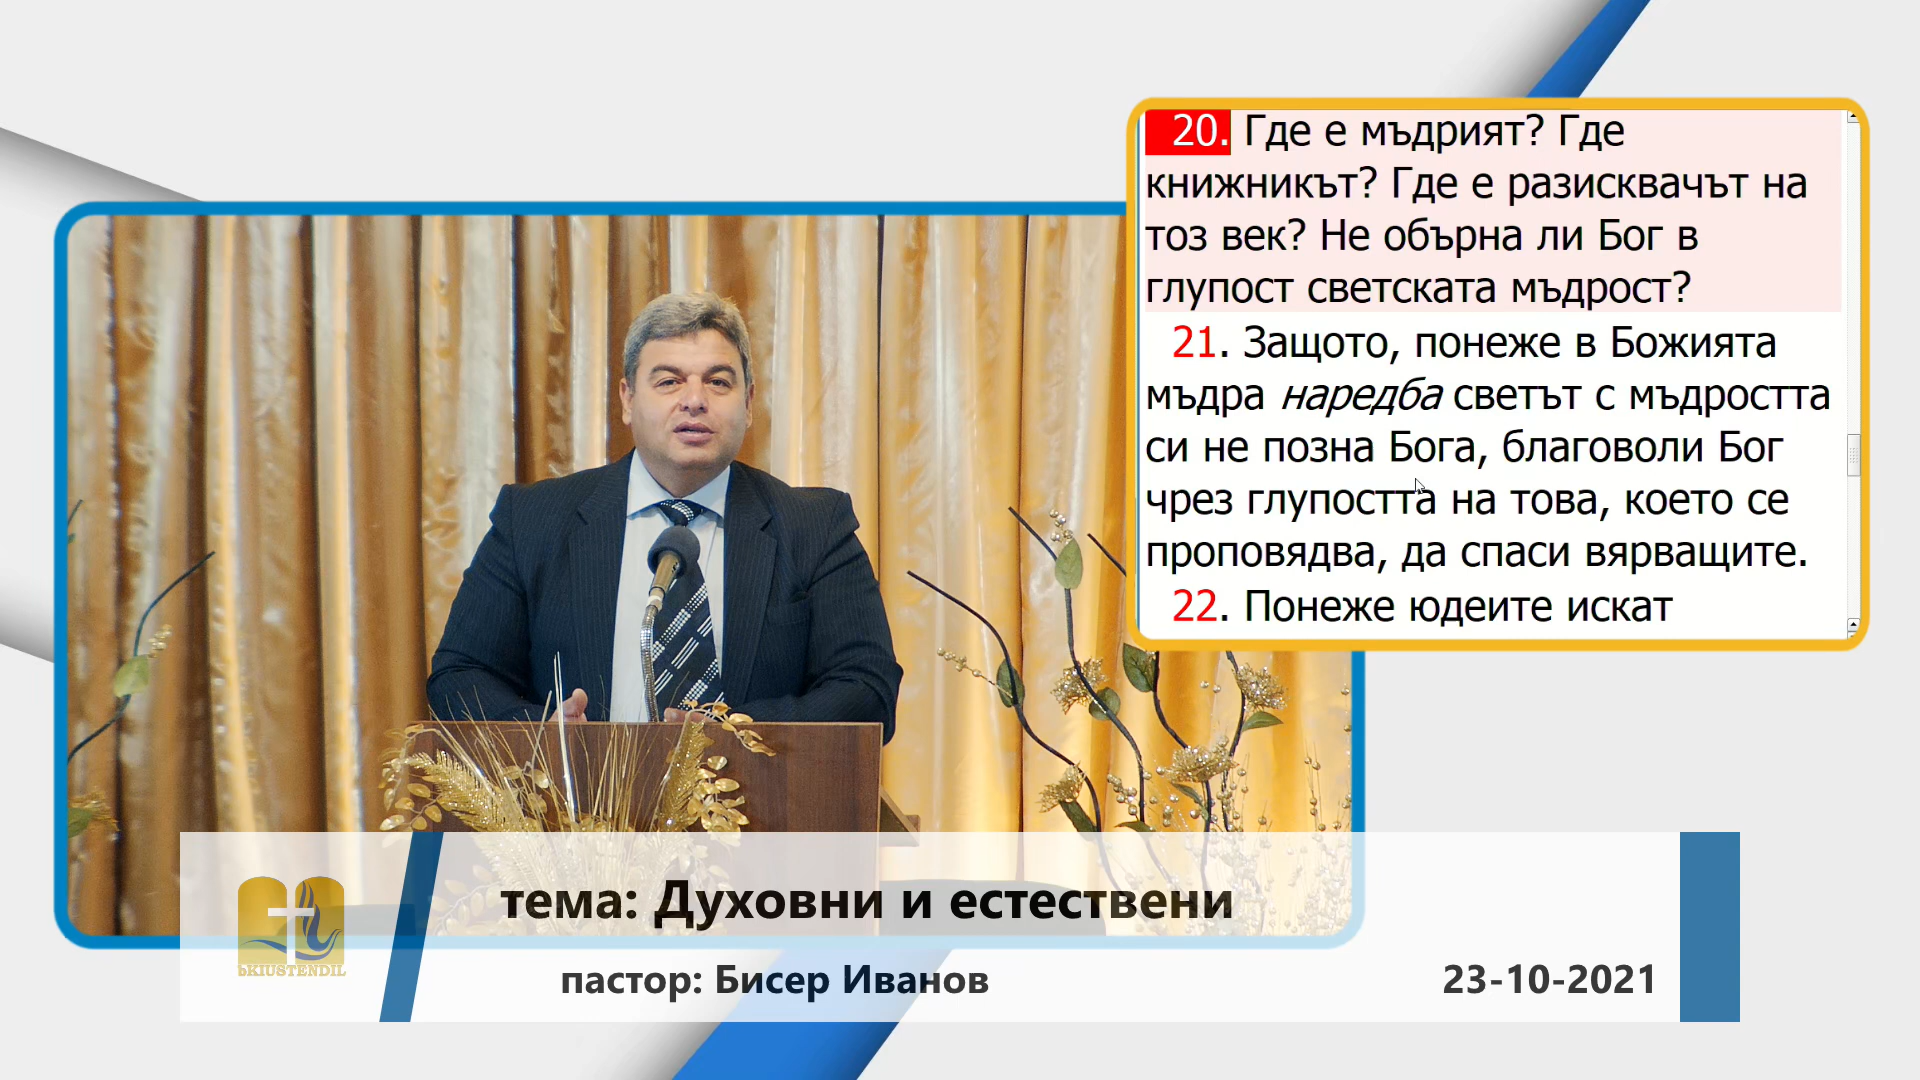 20. Где е мъдрият? Где
книжникът? Где е разисквачът на
тоз век? Не обърна ли Бог в
глупост светската мъдрост?
21. Защото, понеже в Божията
мъдра наредба светът с мъдростта
си не позна Бога, благоволи Бог
чрез глупостта на това, което се
проповядва, да спаси вярващите.
22. Понеже юдеите искат
тема: Духовни и естествени
bKIUSTENDIL
пастор: Бисер Иванов
23-10-2021